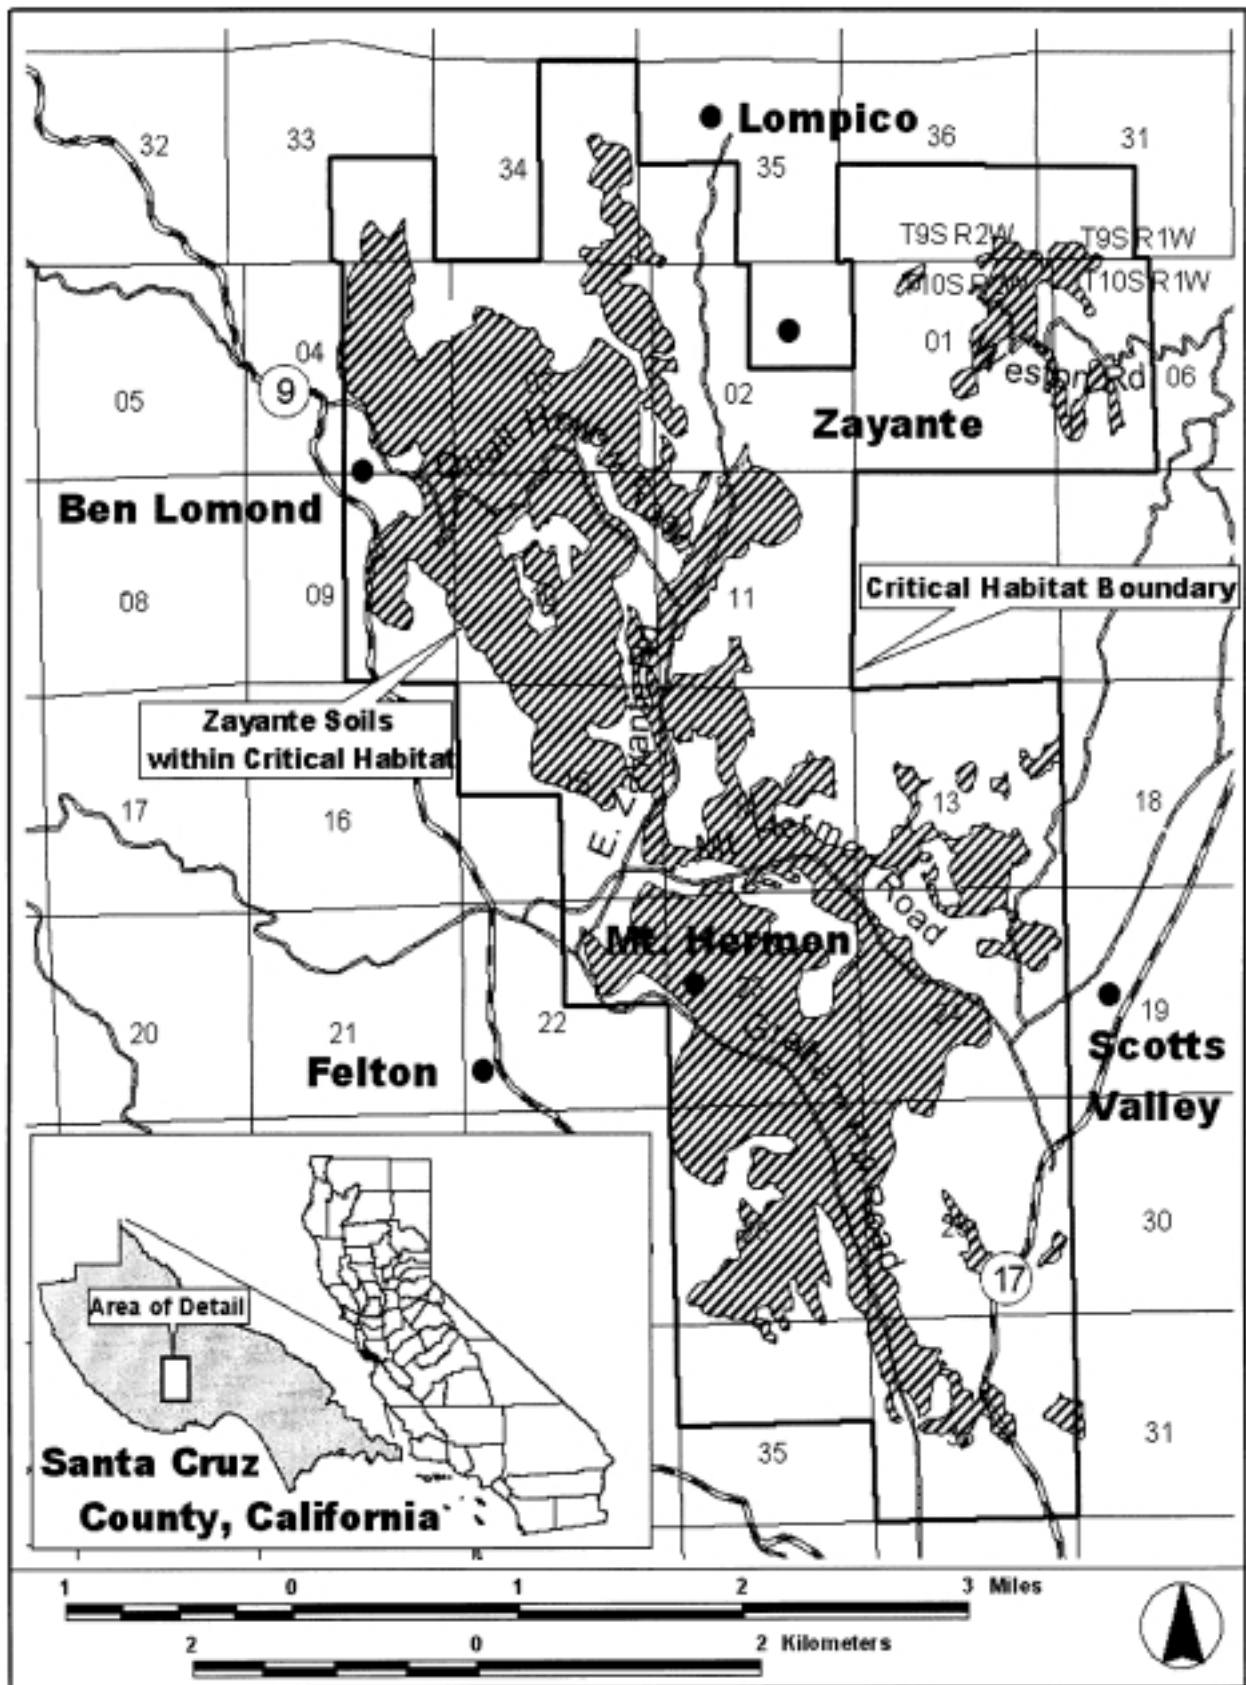 Lompico
32
33
34
35
36
31
T9S R2W
T9S R1W
T10S R1W
04
01
05
02
06
9
Zayante
Ben Lomond
08
09
11
Critical Habitat Boundary
Zayante Soils
within Critical Habitat
17
16
13
18
E.
Road
Mt. Hermon
20
21
22
19
Felton
Scotts
Valley
30
17
Area of Detail
Santa Cruz
County, California
35
31
1 0 1 2 3 Miles
2 0 2 Kilometers